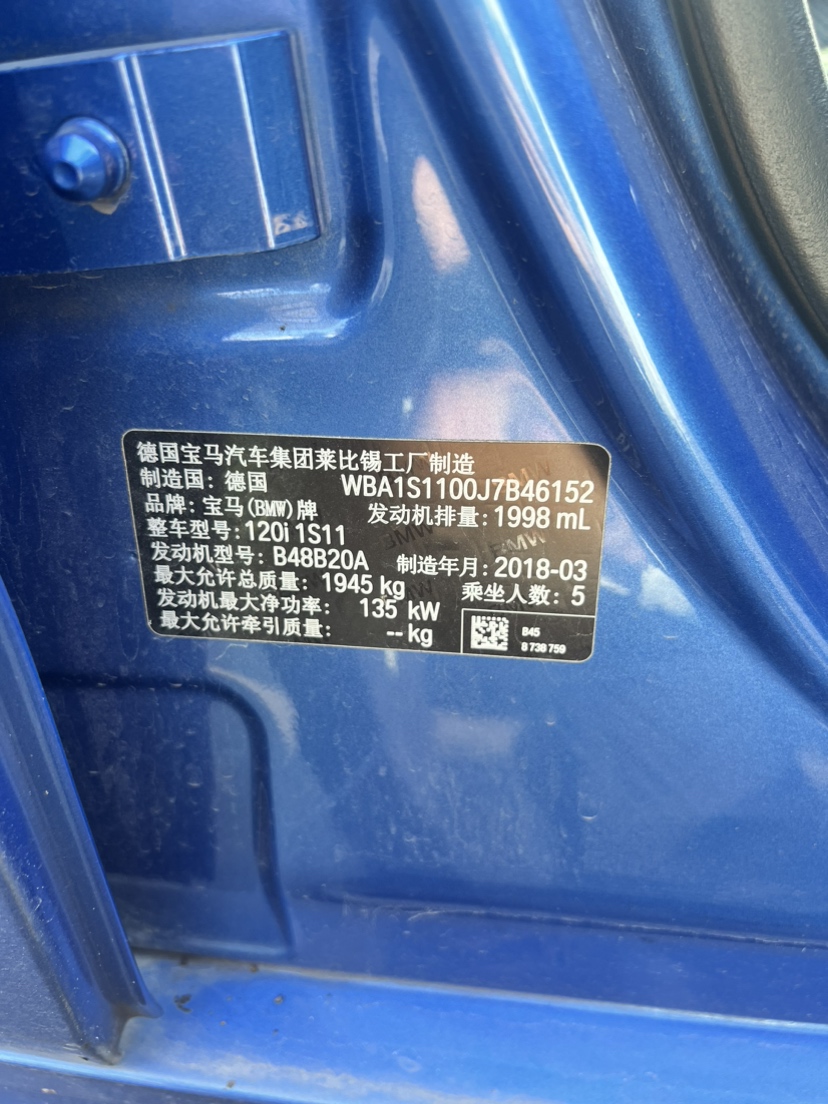 德国宝马汽车集团莱比锡工厂制造
制造国: 德国 WBA1S1100J7B46152
品牌: 宝马(BMW)牌 发动机排量: 1998 mL
整车型号: 120i 1S11
发动机型号: B48B20A 制造年月: 2018-03
最大允许总质量: 1945 kg 乘坐人数: 5
发动机最大净功率: 135 kW
最大允许牵引质量: -- kg
B45
8 738 759